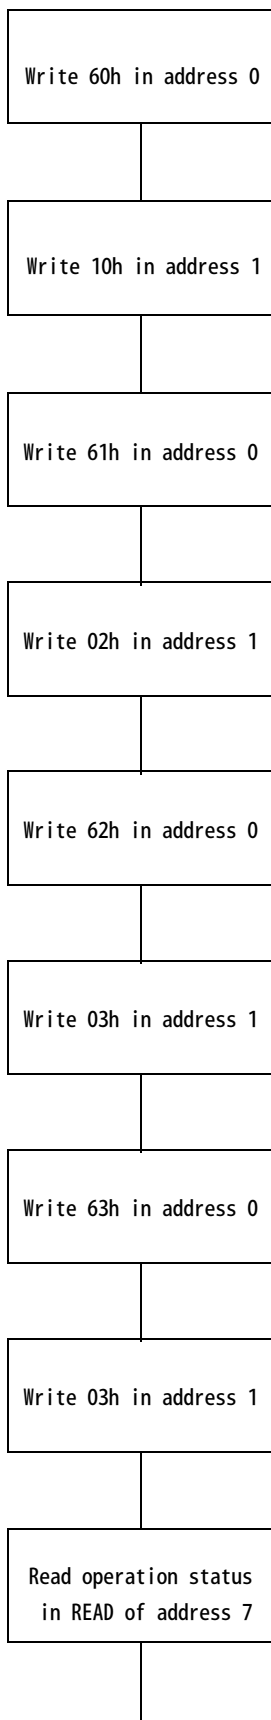 Write 60h in address 0
Write 10h in address 1
Write 61h in address 0
Write 02h in address 1
Write 62h in address 0
Write 03h in address 1
Write 63h in address 0
Write 03h in address 1
Read operation status
in READ of address 7